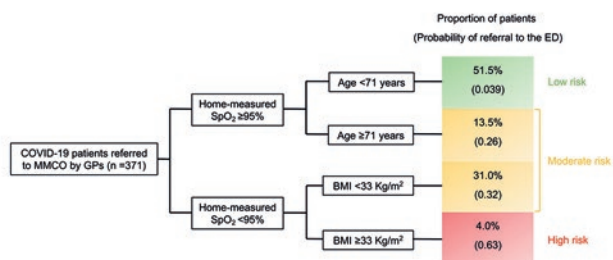 Proportion of patients
(Probability of referral to the ED)
51.5%
(0.039)
Low risk
Age <71 years
Home-measured
SpO₂ ≥95%
Age ≥71 years
13.5%
(0.26)
Moderate risk
COVID-19 patients referred
to MMCO by GPs (n =371)
BMI <33 Kg/m²
31.0%
(0.32)
Home-measured
SpO₂ <95%
BMI ≥33 Kg/m²
4.0%
(0.63)
High risk